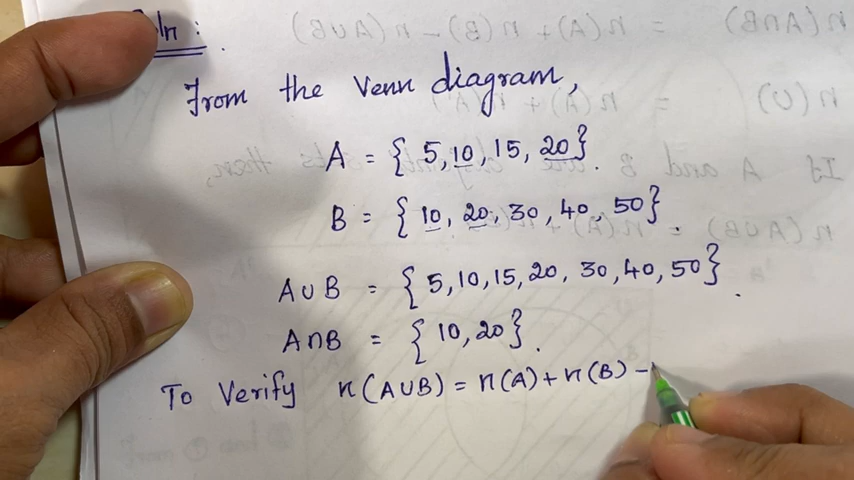 oln :
From the Venn diagram,
A = { 5, 10, 15, 20 } .
B = { 10, 20, 30, 40, 50 } .
A ∪ B = { 5, 10, 15, 20, 30, 40, 50 } .
A ∩ B = { 10, 20 } .
To Verify n(A∪B) = n(A) + n(B) -